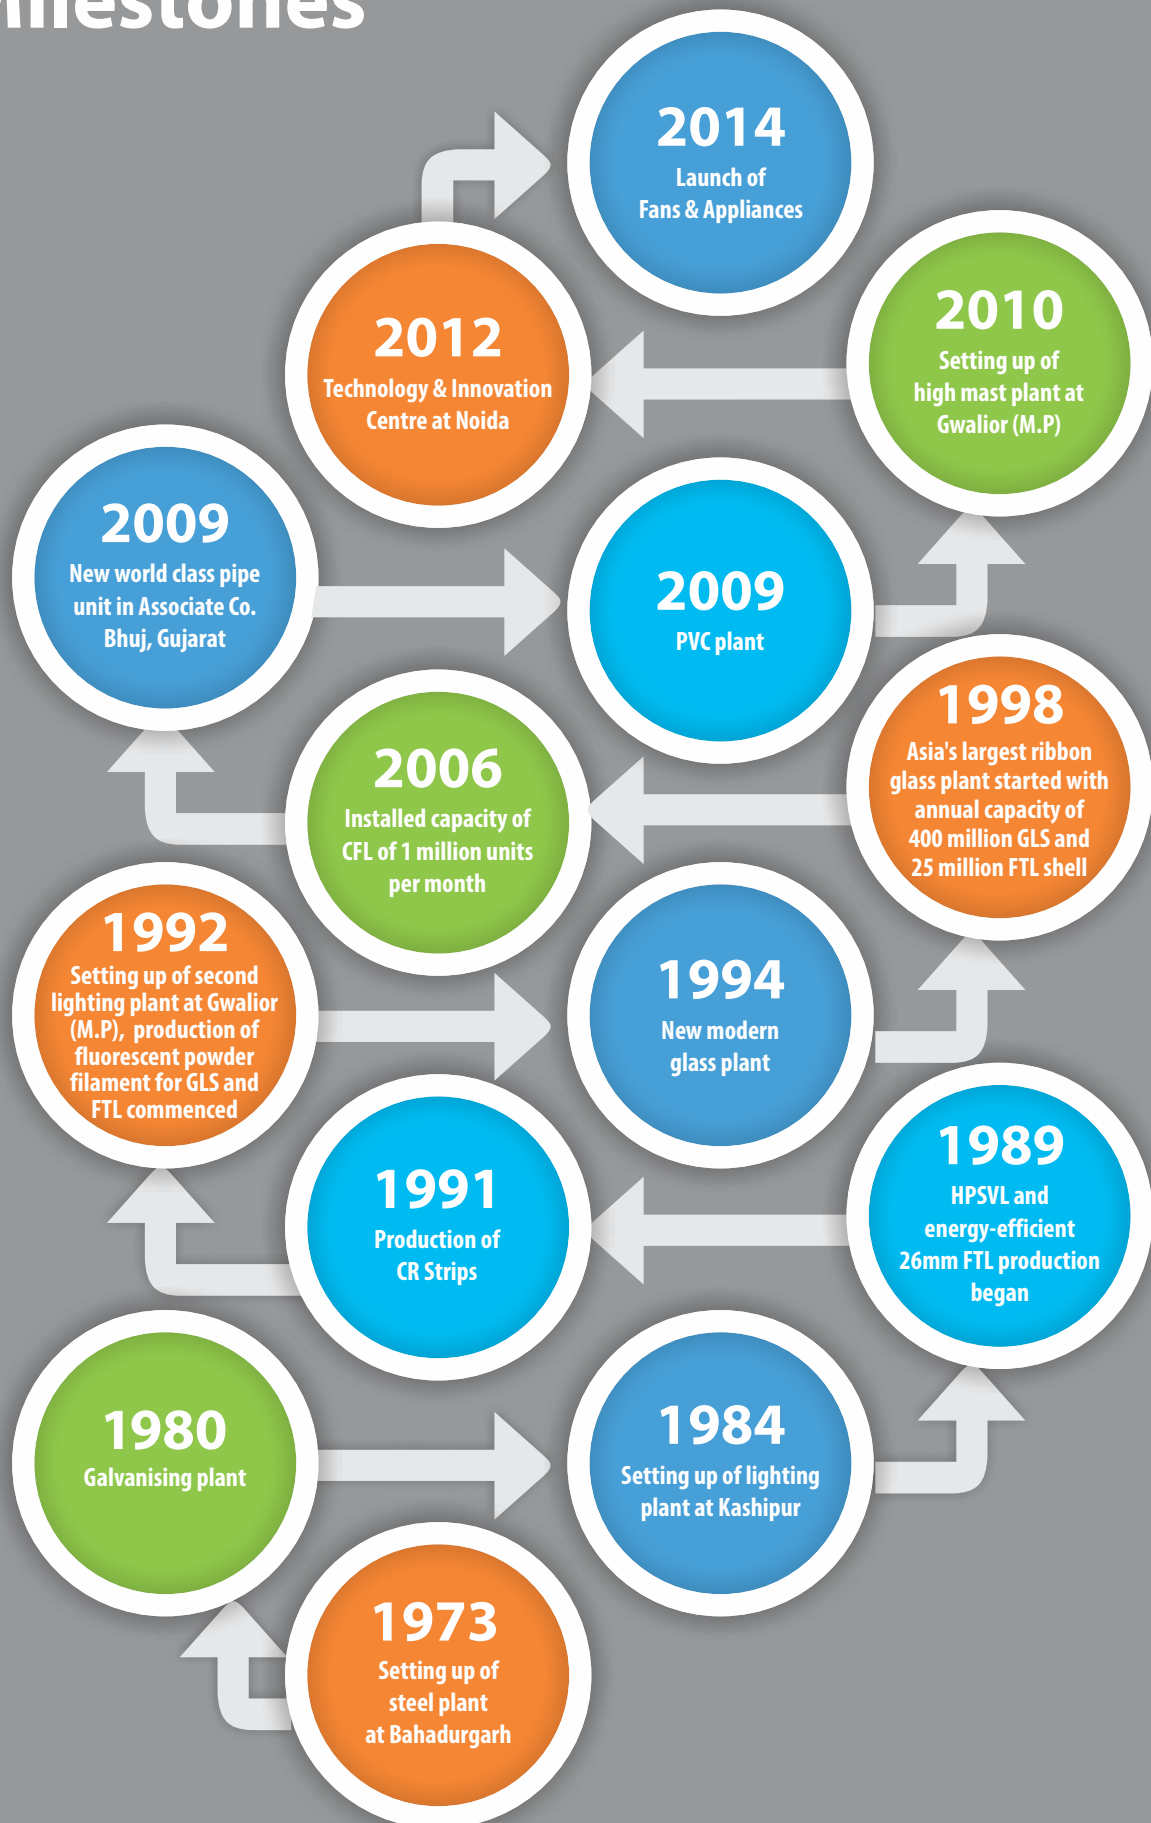 Milestones
2014
Launch of
Fans & Appliances
2010
Setting up of
high mast plant at
Gwalior (M.P)
2012
Technology & Innovation
Centre at Noida
2009
New world class pipe
unit in Associate Co.
Bhuj, Gujarat
2009
PVC plant
1998
Asia's largest ribbon
glass plant started with
annual capacity of
400 million GLS and
25 million FTL shell
2006
Installed capacity of
CFL of 1 million units
per month
1992
Setting up of second
lighting plant at Gwalior
(M.P), production of
fluorescent powder
filament for GLS and
FTL commenced
1994
New modern
glass plant
1989
HPSVL and
energy-efficient
26mm FTL production
began
1991
Production of
CR Strips
1980
Galvanising plant
1984
Setting up of lighting
plant at Kashipur
1973
Setting up of
steel plant
at Bahadurgarh